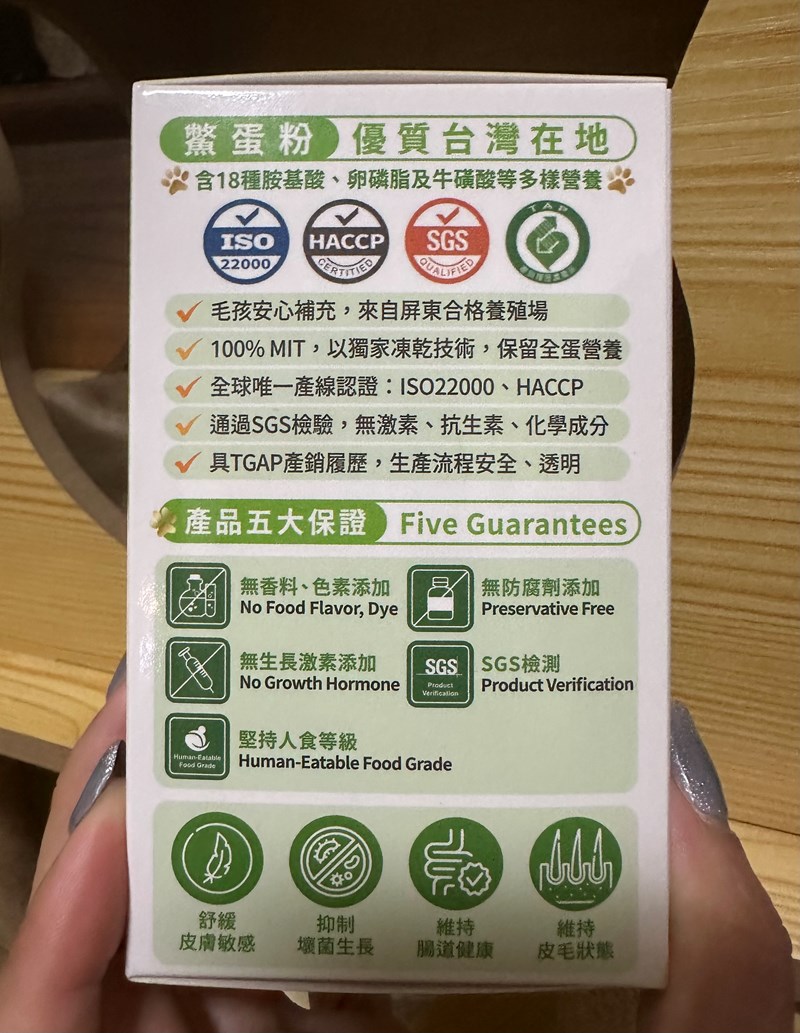 鱉蛋粉 優質台灣在地
含18種胺基酸、卵磷脂及牛磺酸等多樣營養
ISO 22000
HACCP CERTIFIED
SGS QUALIFIED
TAP
毛孩安心補充，來自屏東合格養殖場
100% MIT，以獨家凍乾技術，保留全蛋營養
全球唯一產線認證：ISO22000、HACCP
通過SGS檢驗，無激素、抗生素、化學成分
具TGAP產銷履歷，生產流程安全、透明
產品五大保證 Five Guarantees
無香料、色素添加
No Food Flavor, Dye
無防腐劑添加
Preservative Free
無生長激素添加
No Growth Hormone
SGS
Product
Verification
SGS檢測
Product Verification
Human-Eatable
Food Grade
堅持人食等級
Human-Eatable Food Grade
舒緩
皮膚敏感
抑制
壞菌生長
維持
腸道健康
維持
皮毛狀態